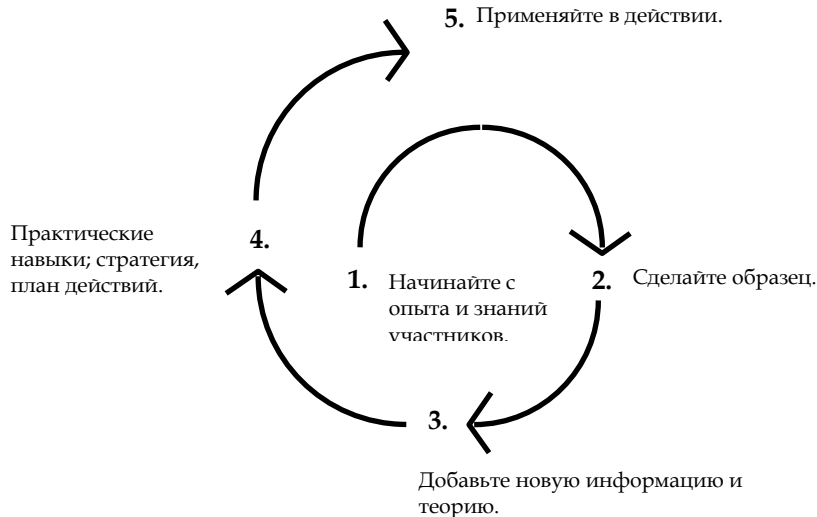 5. Применяйте в действии.
Практические
навыки; стратегия,
план действий.
4.
1. Начинайте с
опыта и знаний
участников.
2. Сделайте образец.
3.
Добавьте новую информацию и
теорию.